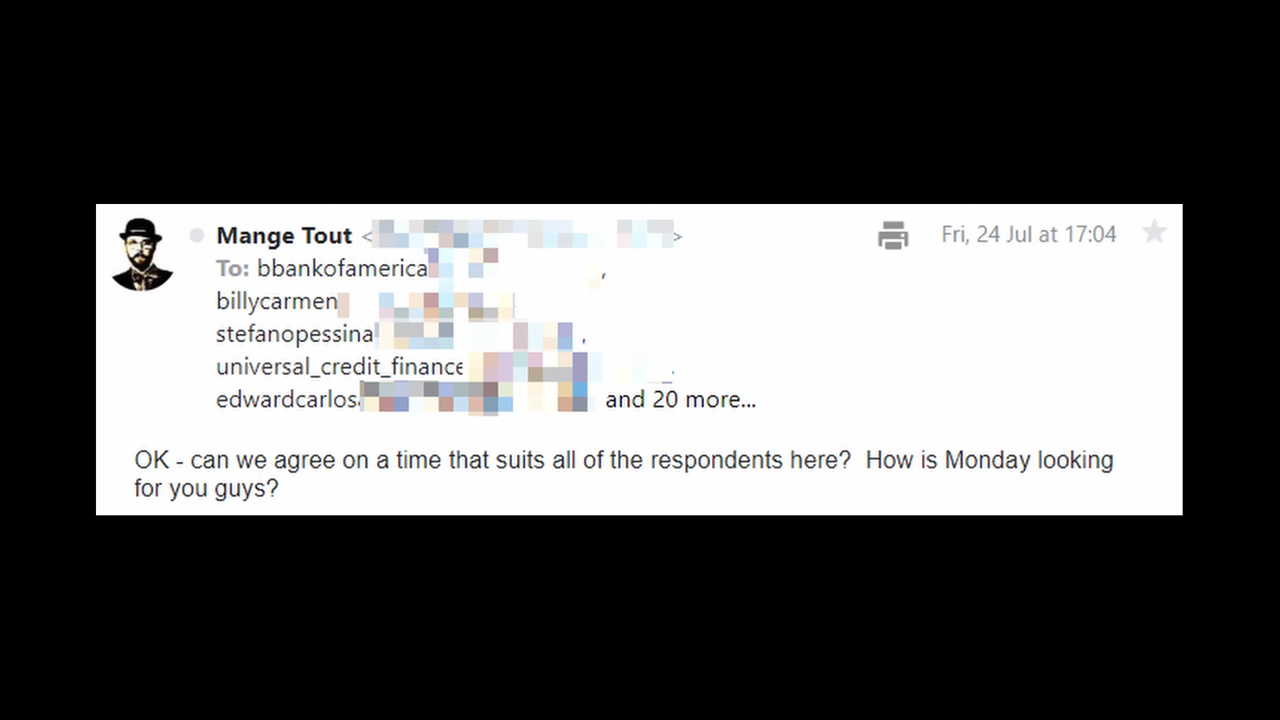 Mange Tout < > Fri, 24 Jul at 17:04
To: bbankofamerica ,
billycarmen
stefanopessina ,
universal_credit_finance
edwardcarlos and 20 more...
OK - can we agree on a time that suits all of the respondents here? How is Monday looking
for you guys?